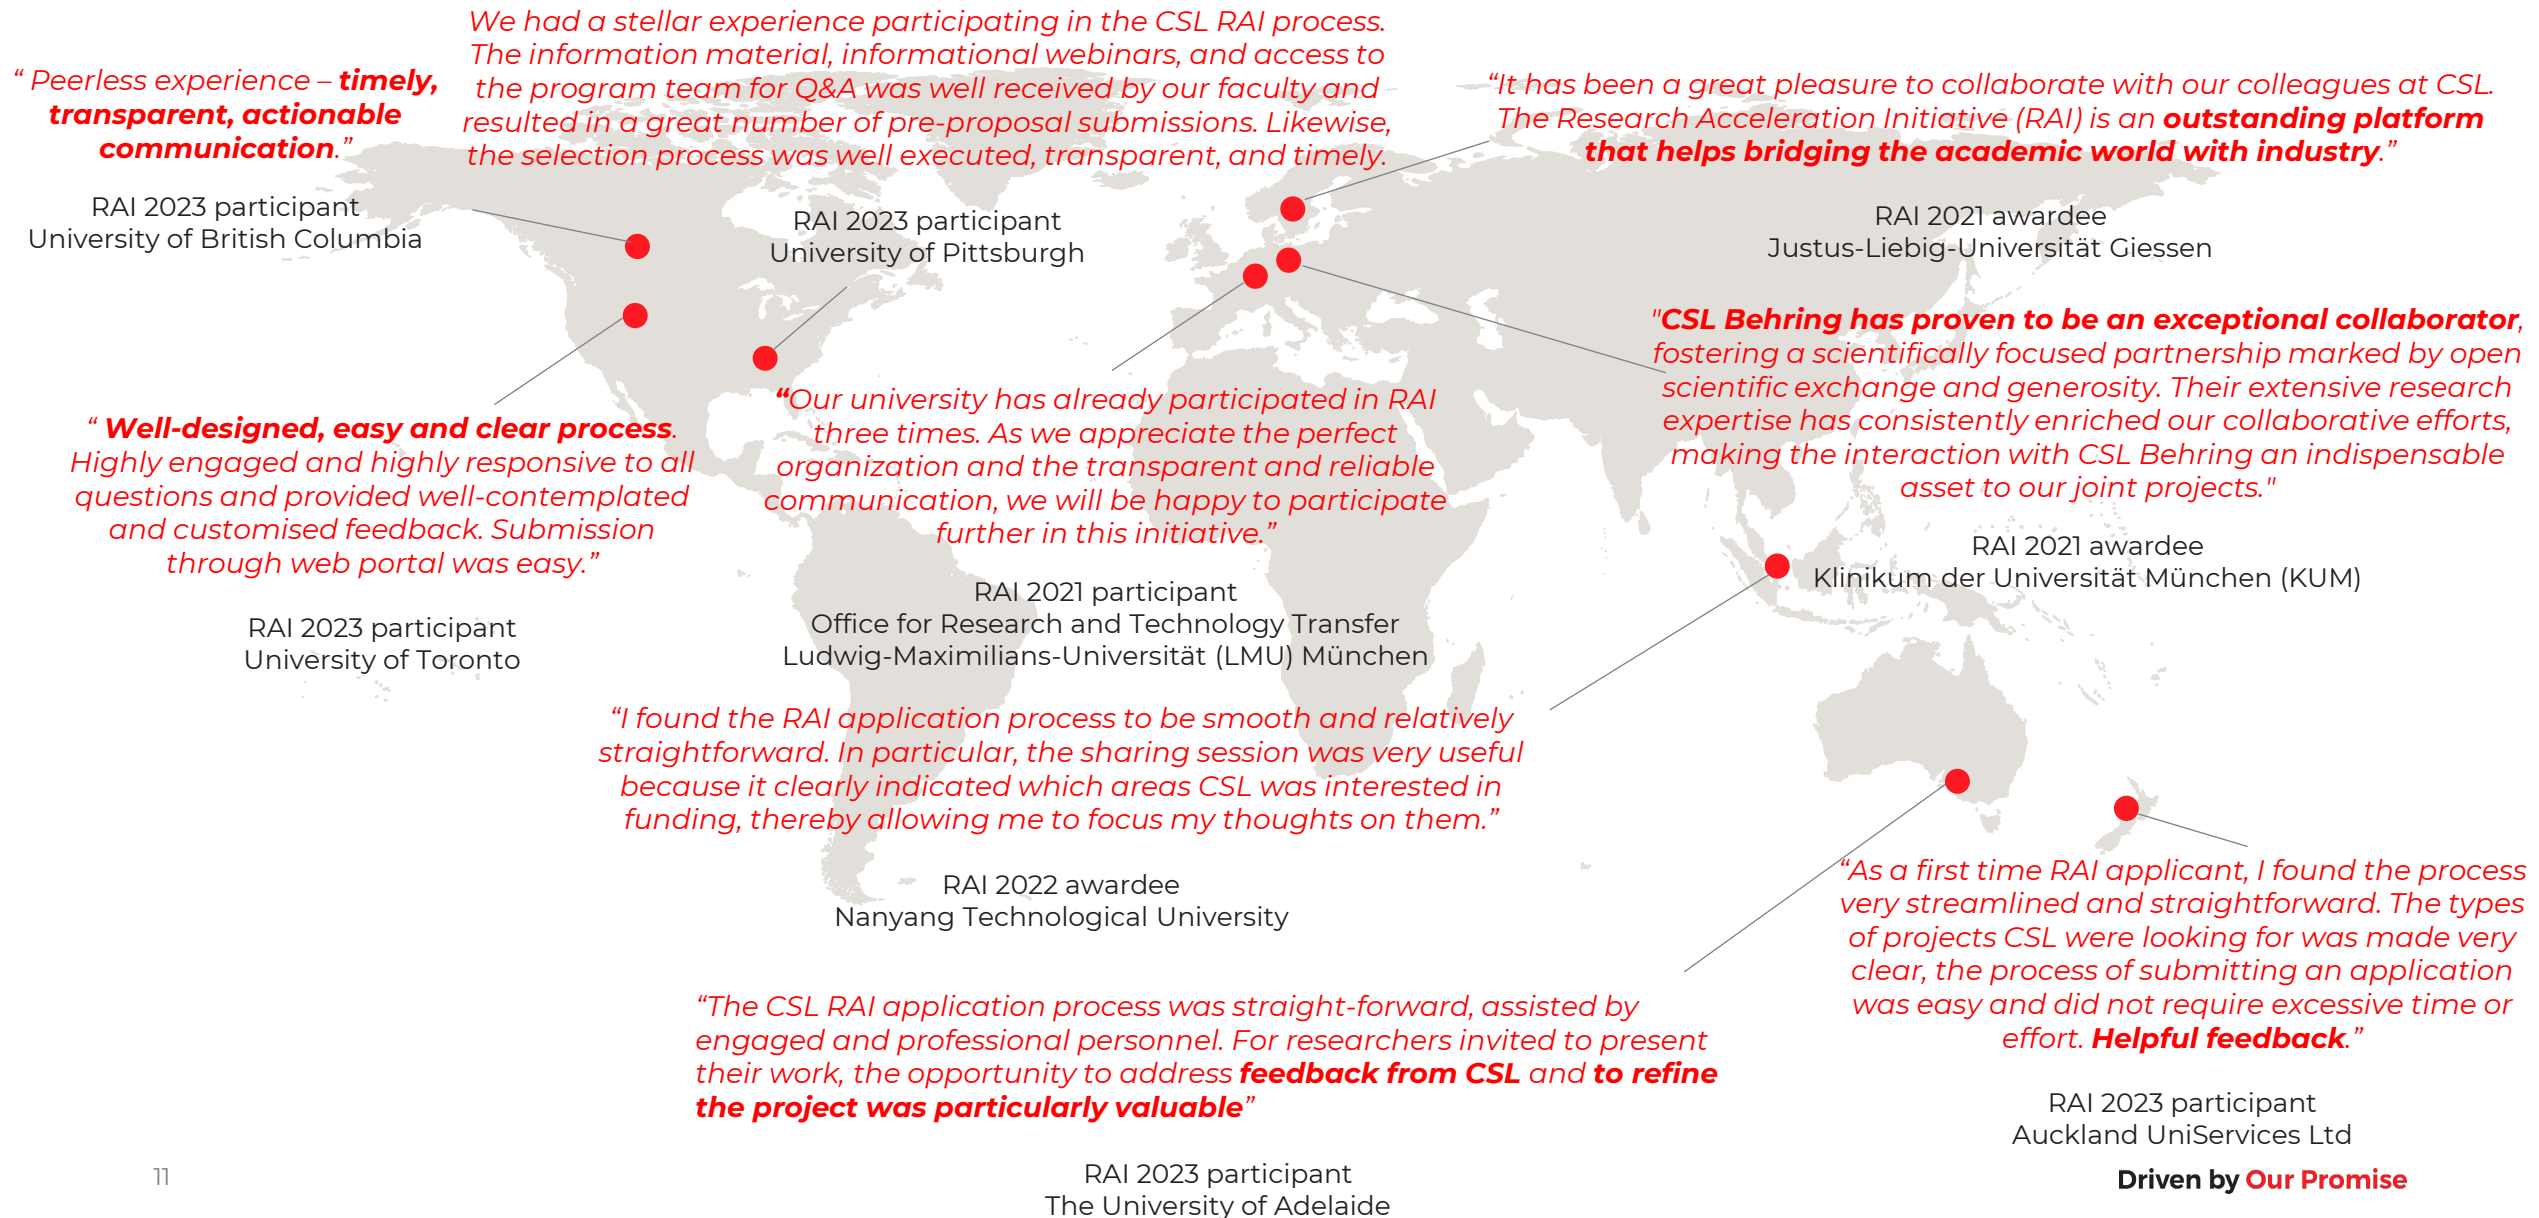 “ Peerless experience – timely,
transparent, actionable
communication.”
RAI 2023 participant
University of British Columbia
We had a stellar experience participating in the CSL RAI process.
The information material, informational webinars, and access to
the program team for Q&A was well received by our faculty and
resulted in a great number of pre-proposal submissions. Likewise,
the selection process was well executed, transparent, and timely.
RAI 2023 participant
University of Pittsburgh
“It has been a great pleasure to collaborate with our colleagues at CSL.
The Research Acceleration Initiative (RAI) is an outstanding platform
that helps bridging the academic world with industry.”
RAI 2021 awardee
Justus-Liebig-Universität Giessen
"CSL Behring has proven to be an exceptional collaborator,
fostering a scientifically focused partnership marked by open
scientific exchange and generosity. Their extensive research
expertise has consistently enriched our collaborative efforts,
making the interaction with CSL Behring an indispensable
asset to our joint projects."
RAI 2021 awardee
Klinikum der Universität München (KUM)
“ Well-designed, easy and clear process.
Highly engaged and highly responsive to all
questions and provided well-contemplated
and customised feedback. Submission
through web portal was easy.”
RAI 2023 participant
University of Toronto
“Our university has already participated in RAI
three times. As we appreciate the perfect
organization and the transparent and reliable
communication, we will be happy to participate
further in this initiative.”
RAI 2021 participant
Office for Research and Technology Transfer
Ludwig-Maximilians-Universität (LMU) München
“I found the RAI application process to be smooth and relatively
straightforward. In particular, the sharing session was very useful
because it clearly indicated which areas CSL was interested in
funding, thereby allowing me to focus my thoughts on them.”
RAI 2022 awardee
Nanyang Technological University
“As a first time RAI applicant, I found the process
very streamlined and straightforward. The types
of projects CSL were looking for was made very
clear, the process of submitting an application
was easy and did not require excessive time or
effort. Helpful feedback.”
RAI 2023 participant
Auckland UniServices Ltd
“The CSL RAI application process was straight-forward, assisted by
engaged and professional personnel. For researchers invited to present
their work, the opportunity to address feedback from CSL and to refine
the project was particularly valuable”
RAI 2023 participant
The University of Adelaide
11
Driven by Our Promise